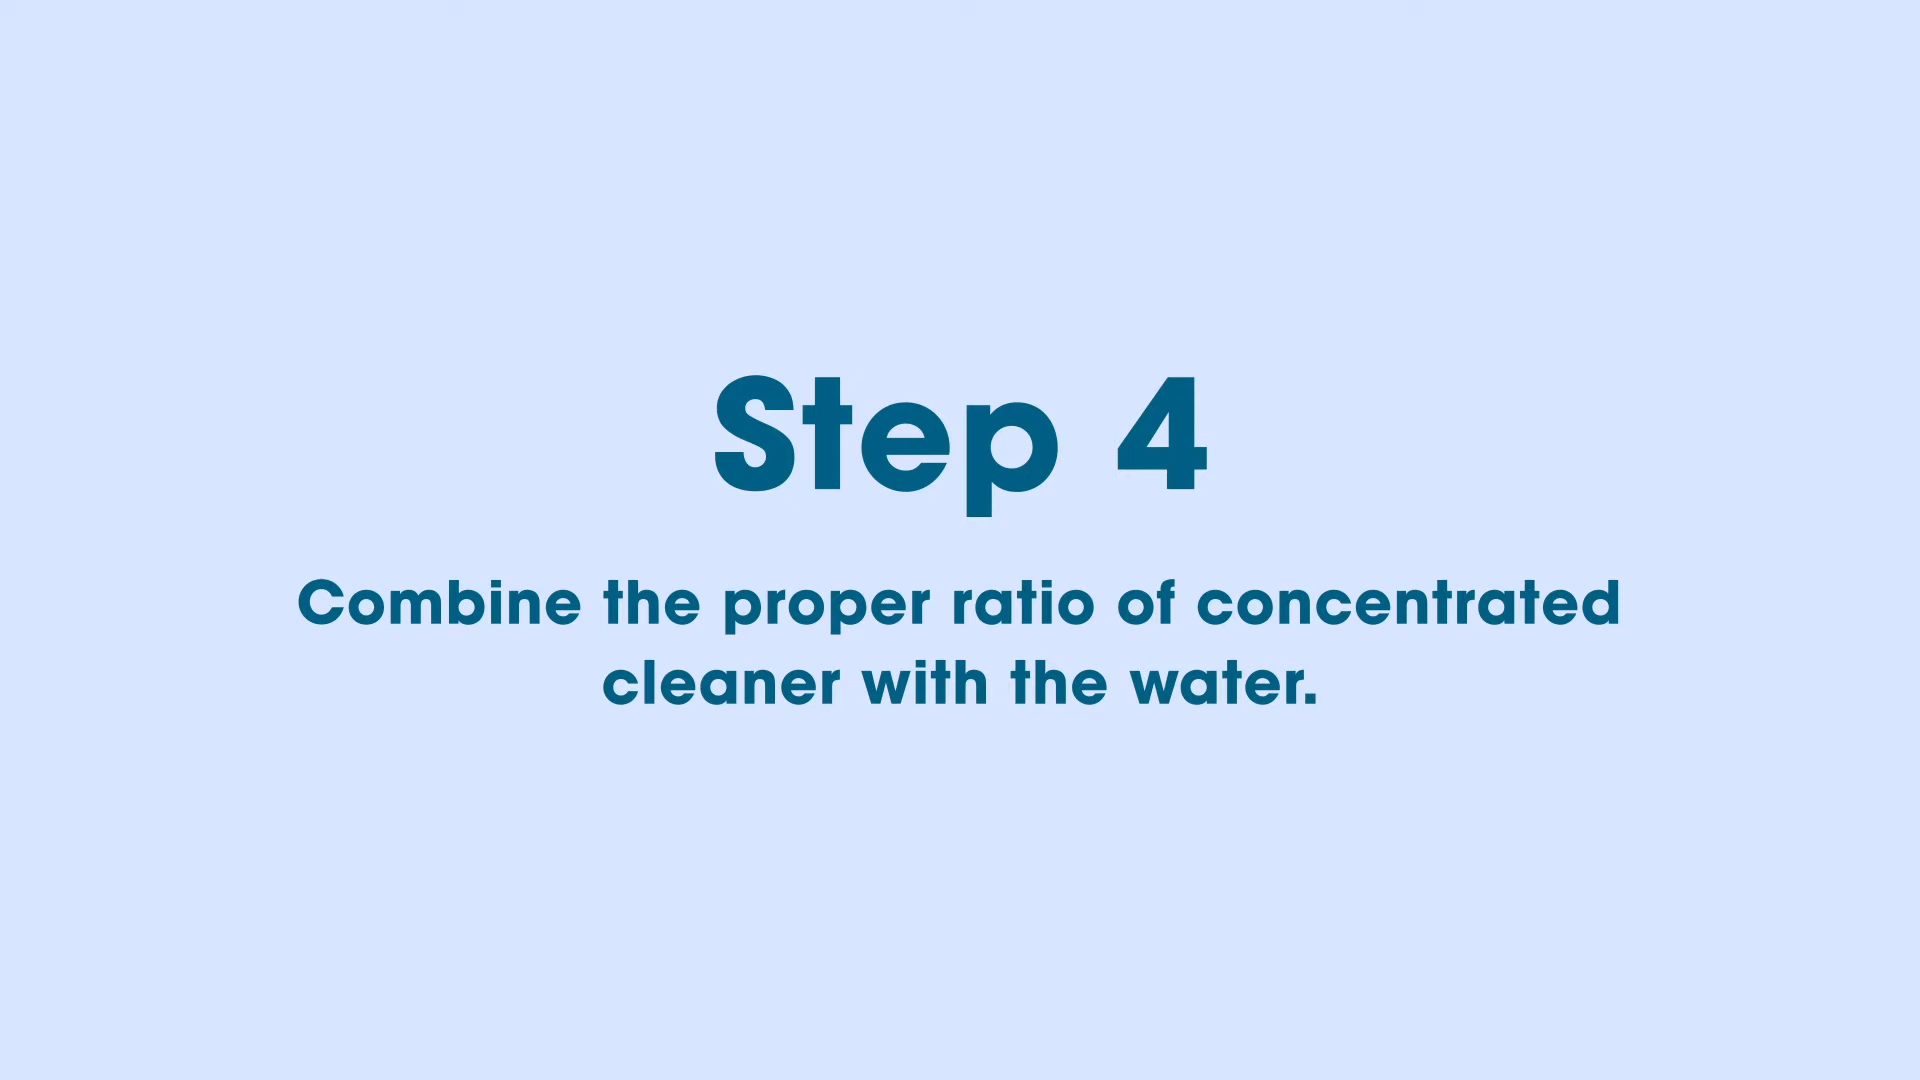 Step 4
Combine the proper ratio of concentrated
cleaner with the water.